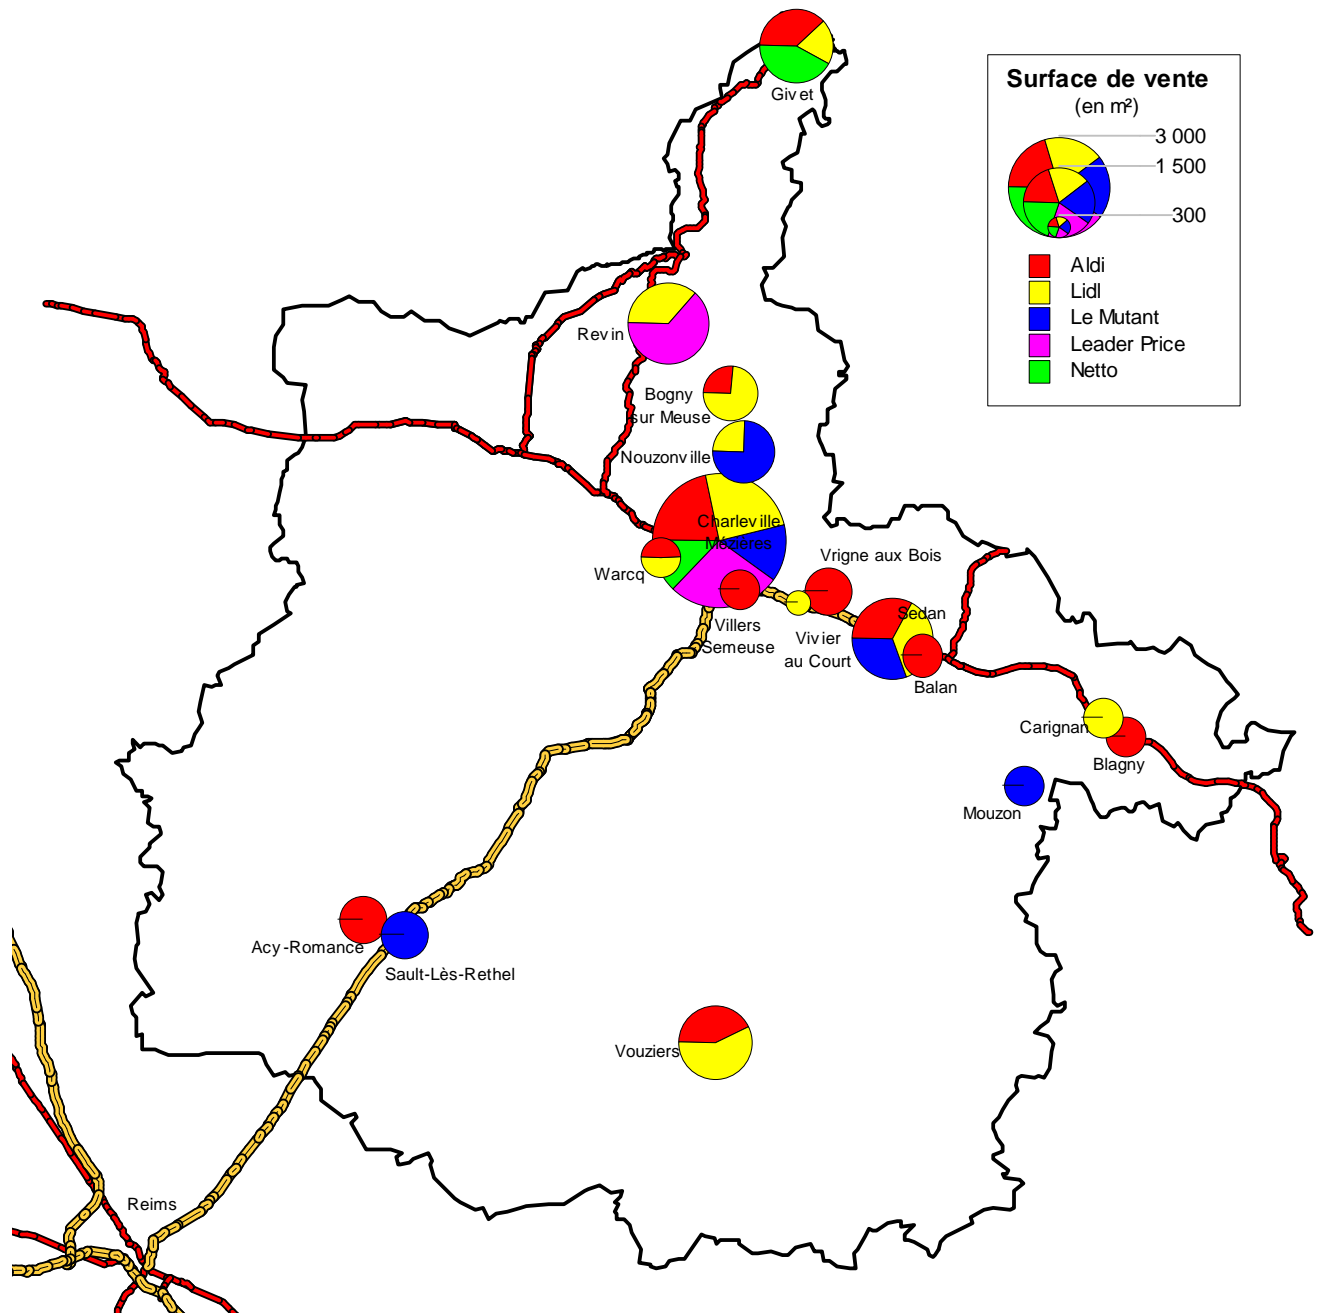 Givet
Surface de vente
(en m²)
3 000
1 500
300
Aldi
Lidl
Le Mutant
Leader Price
Netto
Revin
Bogny
sur Meuse
Nouzonville
Charleville
Mézières
Warcq
Vrigne aux Bois
Villers
Semeuse
Vivier
au Court
Sedan
Balan
Carignan
Blagny
Mouzon
Acy-Romance
Sault-Lès-Rethel
Vouziers
Reims